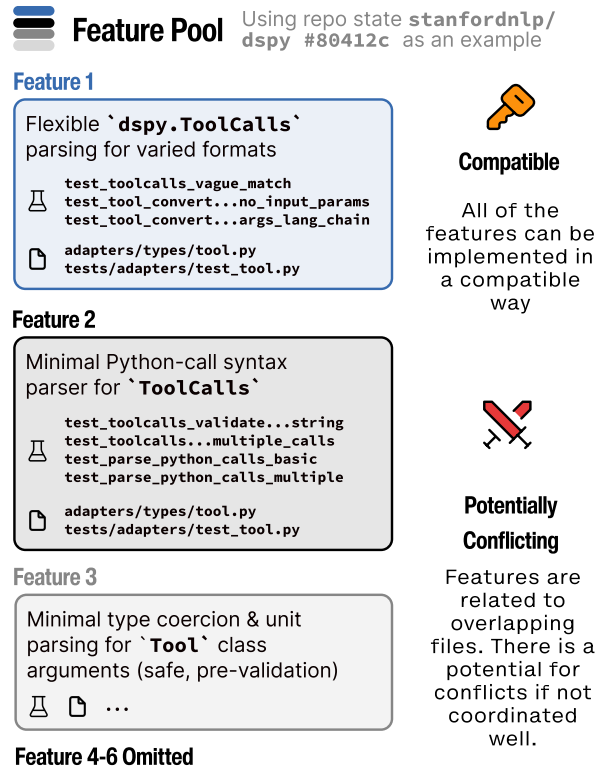 Feature Pool
Using repo state stanfordnlp/
dspy #80412c as an example
Feature 1
Flexible `dspy.ToolCalls`
parsing for varied formats
test_toolcalls_vague_match
test_tool_convert...no_input_params
test_tool_convert...args_lang_chain
adapters/types/tool.py
tests/adapters/test_tool.py
Feature 2
Minimal Python-call syntax
parser for `ToolCalls`
test_toolcalls_validate...string
test_toolcalls...multiple_calls
test_parse_python_calls_basic
test_parse_python_calls_multiple
adapters/types/tool.py
tests/adapters/test_tool.py
Feature 3
Minimal type coercion & unit
parsing for `Tool` class
arguments (safe, pre-validation)
...
Feature 4-6 Omitted
Compatible
All of the
features can be
implemented in
a compatible
way
Potentially
Conflicting
Features are
related to
overlapping
files. There is a
potential for
conflicts if not
coordinated
well.